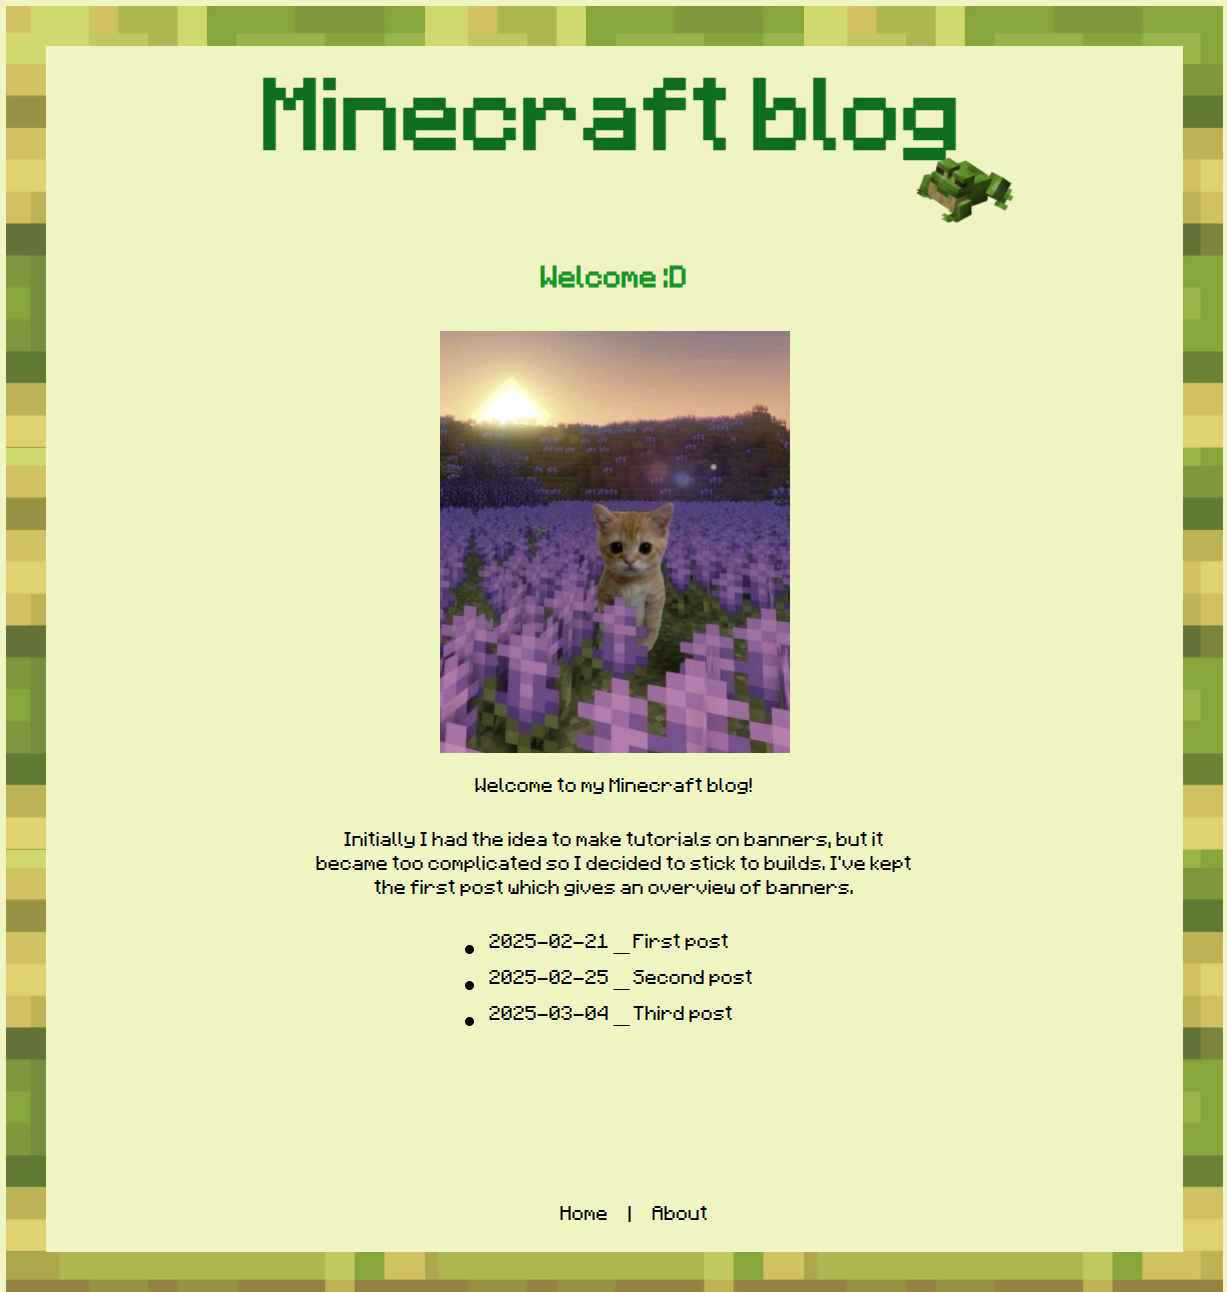 Minecraft blog
Welcome :D
Welcome to my Minecraft blog!
Initially I had the idea to make tutorials on banners, but it
became too complicated so I decided to stick to builds. I've kept
the first post which gives an overview of banners.
2025-02-21 _ First post
2025-02-25 _ Second post
2025-03-04 _ Third post
Home | About